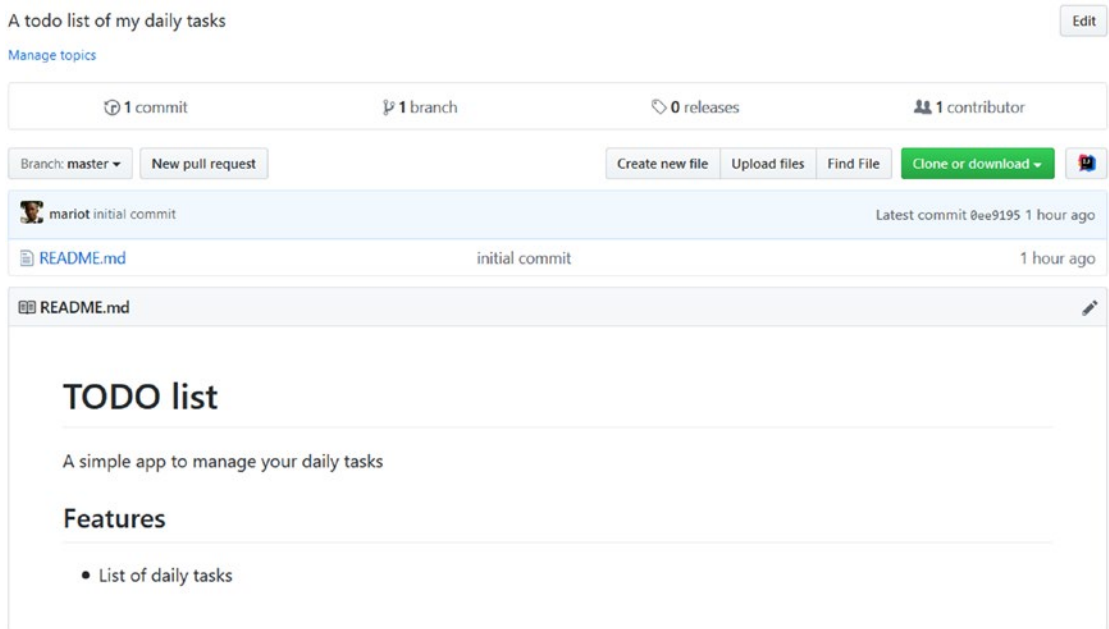 A todo list of my daily tasks Edit
Manage topics
1 commit 1 branch 0 releases 1 contributor
Branch: master New pull request Create new file Upload files Find File Clone or download
mariot initial commit Latest commit 0ee9195 1 hour ago
README.md initial commit 1 hour ago
README.md
TODO list
A simple app to manage your daily tasks
Features
• List of daily tasks